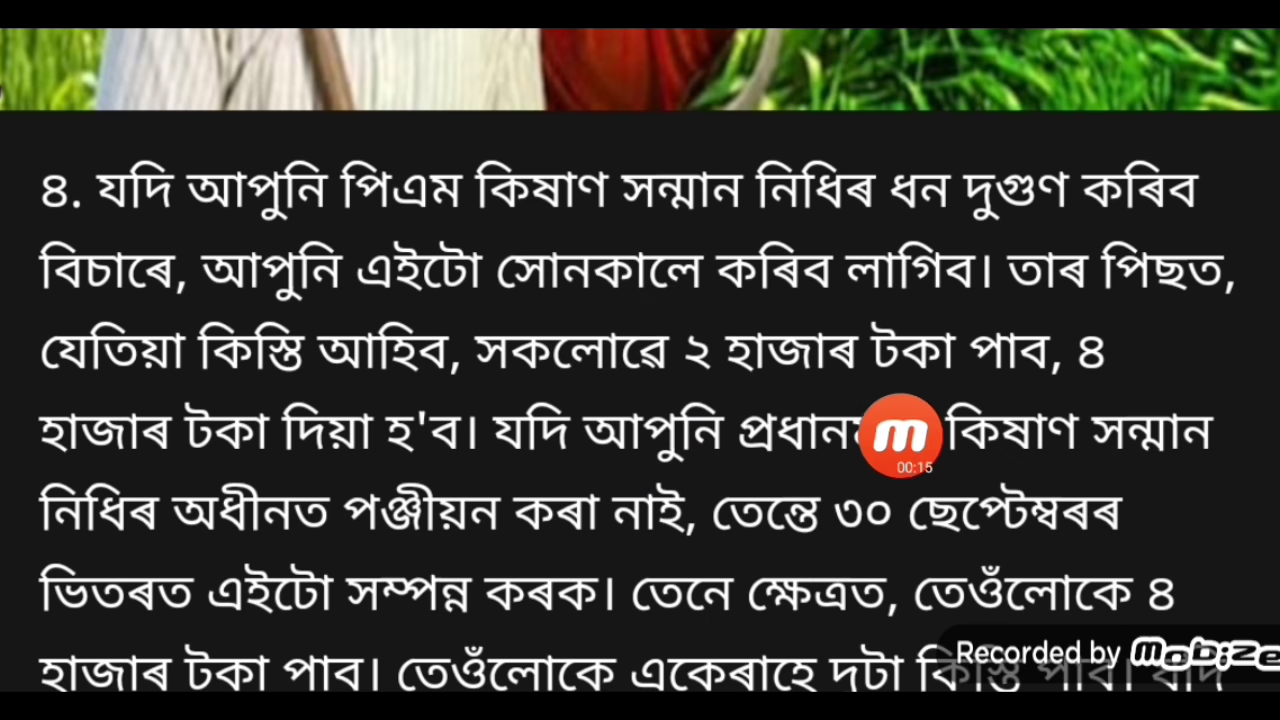 ৪. যদি আপুনি পিএম কিষাণ সন্মান নিধিৰ ধন দুগুণ কৰিব
বিচাৰে, আপুনি এইটো সোনকালে কৰিব লাগিব। তাৰ পিছত,
যেতিয়া কিস্তি আহিব, সকলোৱে ২ হাজাৰ টকা পাব, ৪
হাজাৰ টকা দিয়া হ'ব। যদি আপুনি কিষাণ সন্মান
m
00:15
নিধিৰ অধীনত পঞ্জীয়ন কৰা নাই, তেন্তে ৩০ ছেপ্টেম্বৰৰ
ভিতৰত এইটো সম্পন্ন কৰক। তেনে ক্ষেত্ৰত, তেওঁলোকে ৪
হাজাৰ টকা পাব। তেওঁলোকে একেৰাহে দুটা কিস্তি পাব। যদি
Recorded by